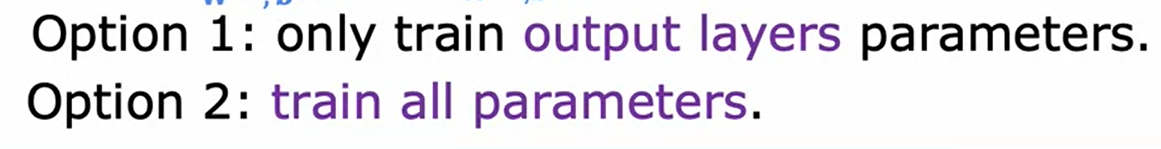 Option 1: only train output layers parameters.
Option 2: train all parameters.